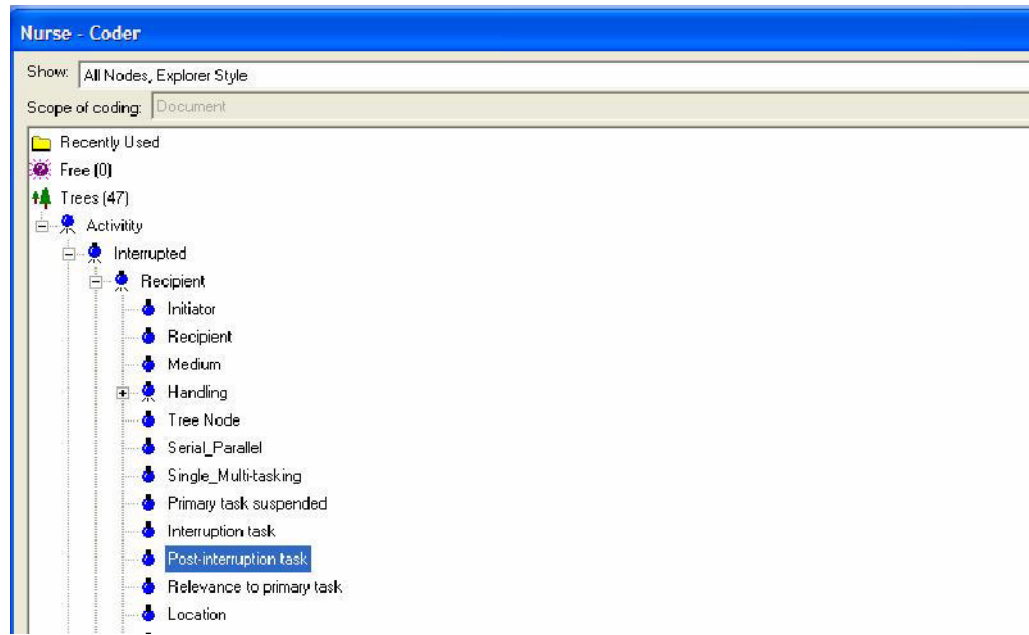 Nurse - Coder
Show: All Nodes, Explorer Style
Scope of coding: Document
Recently Used
Free (0)
Trees (47)
Activitity
Interrupted
Recipient
Initiator
Recipient
Medium
Handling
Tree Node
Serial_Parallel
Single_Multi-tasking
Primary task suspended
Interruption task
Post-interruption task
Relevance to primary task
Location